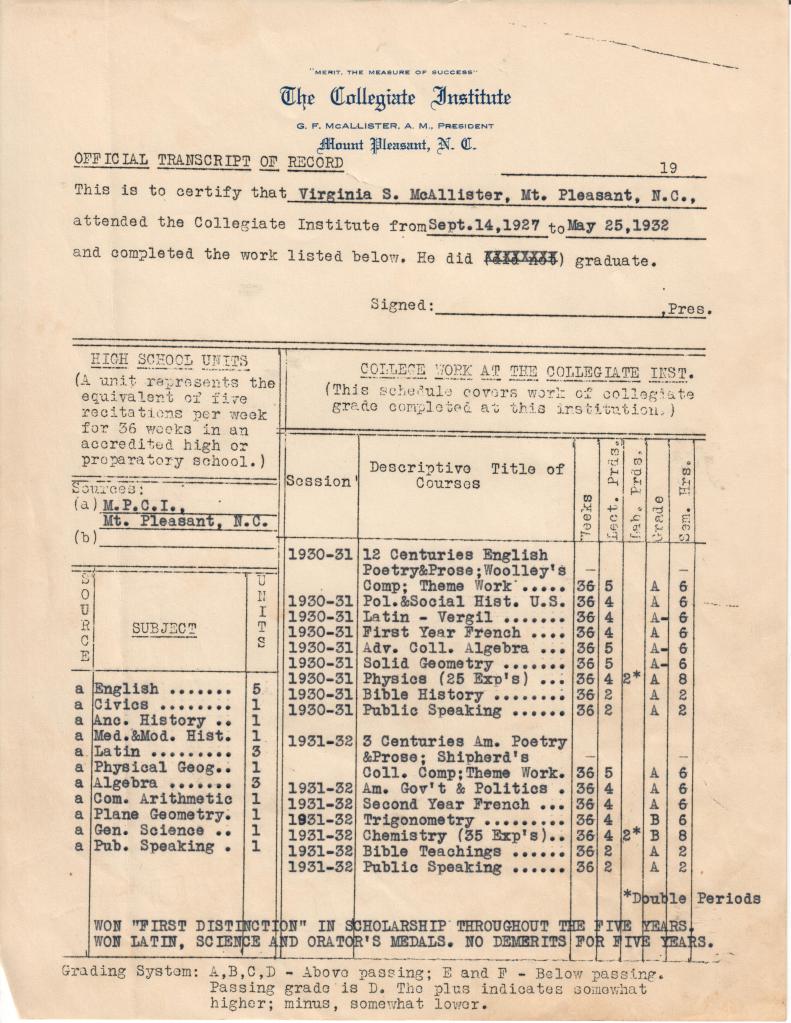 "MERIT, THE MEASURE OF SUCCESS"
The Collegiate Institute
G. F. McALLISTER, A. M., PRESIDENT
Mount Pleasant, N. C.
OFFICIAL TRANSCRIPT OF RECORD
19
This is to certify that Virginia S. McAllister, Mt. Pleasant, N.C.,
attended the Collegiate Institute from Sept.14,1927 to May 25,1932
and completed the work listed below. He did (did not) graduate.
Signed: ,Pres.
HIGH SCHOOL UNITS
(A unit represents the
equivalent of five
recitations per week
for 36 weeks in an
accredited high or
preparatory school.)
Sources:
(a) M.P.C.I.,
Mt. Pleasant, N.C.
(b)
SOURCE SUBJECT UNITS
a English ....... 5
a Civics ........ 1
a Anc. History .. 1
a Med.&Mod. Hist. 1
a Latin ......... 3
a Physical Geog.. 1
a Algebra ....... 3
a Com. Arithmetic 1
a Plane Geometry. 1
a Gen. Science .. 1
a Pub. Speaking . 1
COLLEGE WORK AT THE COLLEGIATE INST.
(This schedule covers work of collegiate
grade completed at this institution.)
Session Descriptive Title of Courses Weeks Lect. Prds. Lab. Prds. Grade Sem. Hrs.
1930-31 12 Centuries English
Poetry&Prose;Woolley's
Comp; Theme Work ..... 36 5 A 6
1930-31 Pol.&Social Hist. U.S. 36 4 A 6
1930-31 Latin - Vergil ....... 36 4 A- 6
1930-31 First Year French .... 36 4 A 6
1930-31 Adv. Coll. Algebra ... 36 5 A- 6
1930-31 Solid Geometry ....... 36 5 A- 6
1930-31 Physics (25 Exp's) ... 36 4 2* A 8
1930-31 Bible History ........ 36 2 A 2
1930-31 Public Speaking ...... 36 2 A 2
1931-32 3 Centuries Am. Poetry
&Prose; Shipherd's
Coll. Comp;Theme Work. 36 5 A 6
1931-32 Am. Gov't & Politics . 36 4 A 6
1931-32 Second Year French ... 36 4 A 6
1931-32 Trigonometry ......... 36 4 B 6
1931-32 Chemistry (35 Exp's).. 36 4 2* B 8
1931-32 Bible Teachings ...... 36 2 A 2
1931-32 Public Speaking ...... 36 2 A 2
*Double Periods
WON "FIRST DISTINCTION" IN SCHOLARSHIP THROUGHOUT THE FIVE YEARS.
WON LATIN, SCIENCE AND ORATOR'S MEDALS. NO DEMERITS FOR FIVE YEARS.
Grading System: A,B,C,D - Above passing; E and F - Below passing.
Passing grade is D. The plus indicates somewhat
higher; minus, somewhat lower.